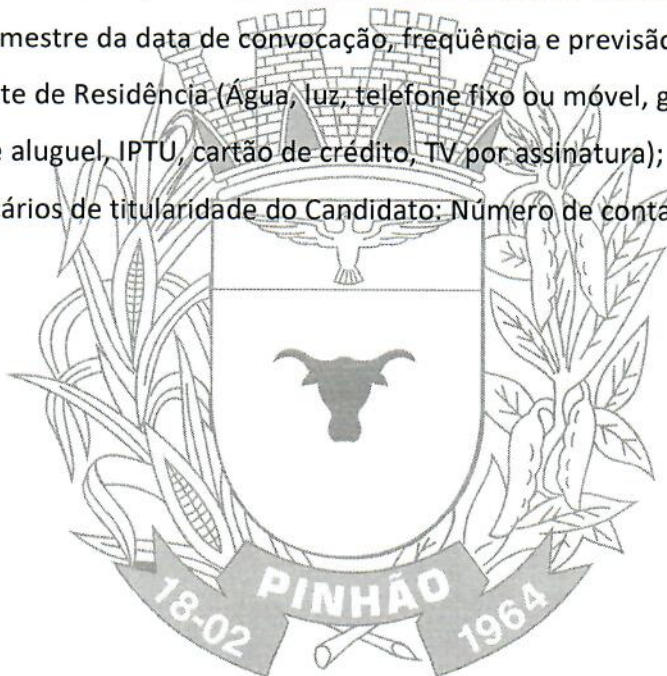 mestre da data de convocação, freqüência e previsão
te de Residência (Água, luz, telefone fixo ou móvel, g
aluguel, IPTU, cartão de crédito, TV por assinatura);
ários de titularidade do Candidato: Número de conta
PINHÃO
18-02
1964